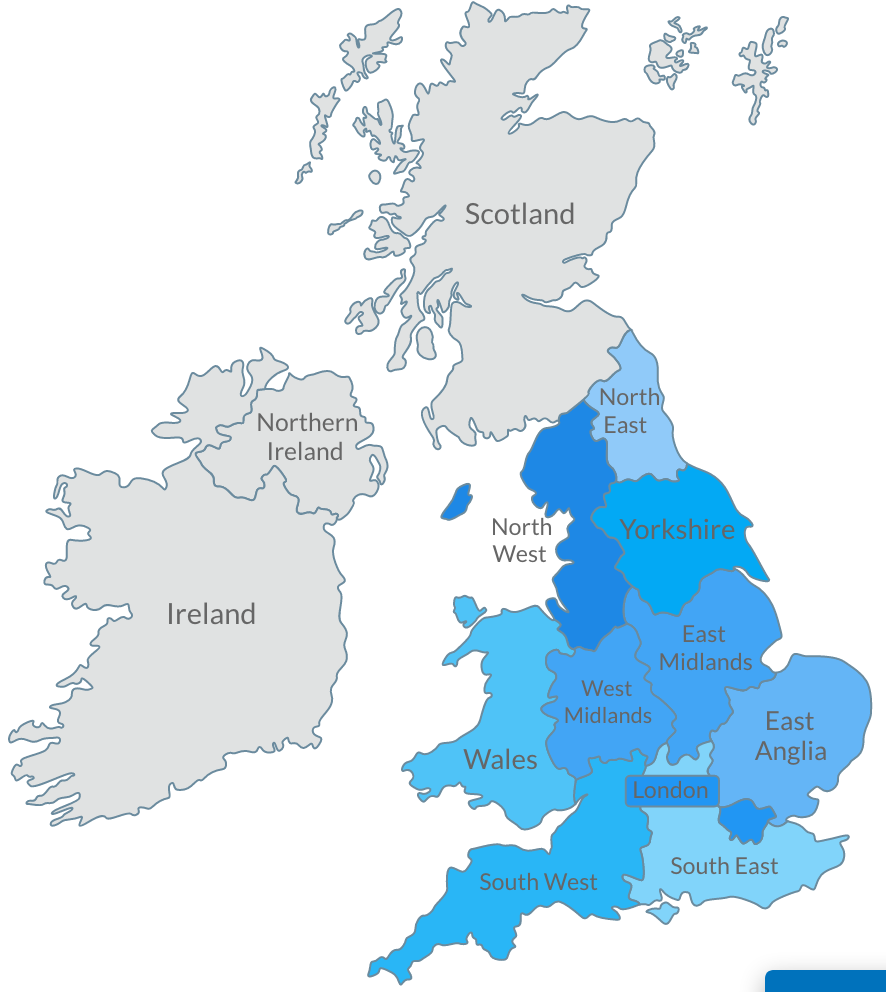 Scotland
North
East
Northern
Ireland
North
West
Yorkshire
Ireland
East
Midlands
West
Midlands
East
Anglia
Wales
London
South East
South West